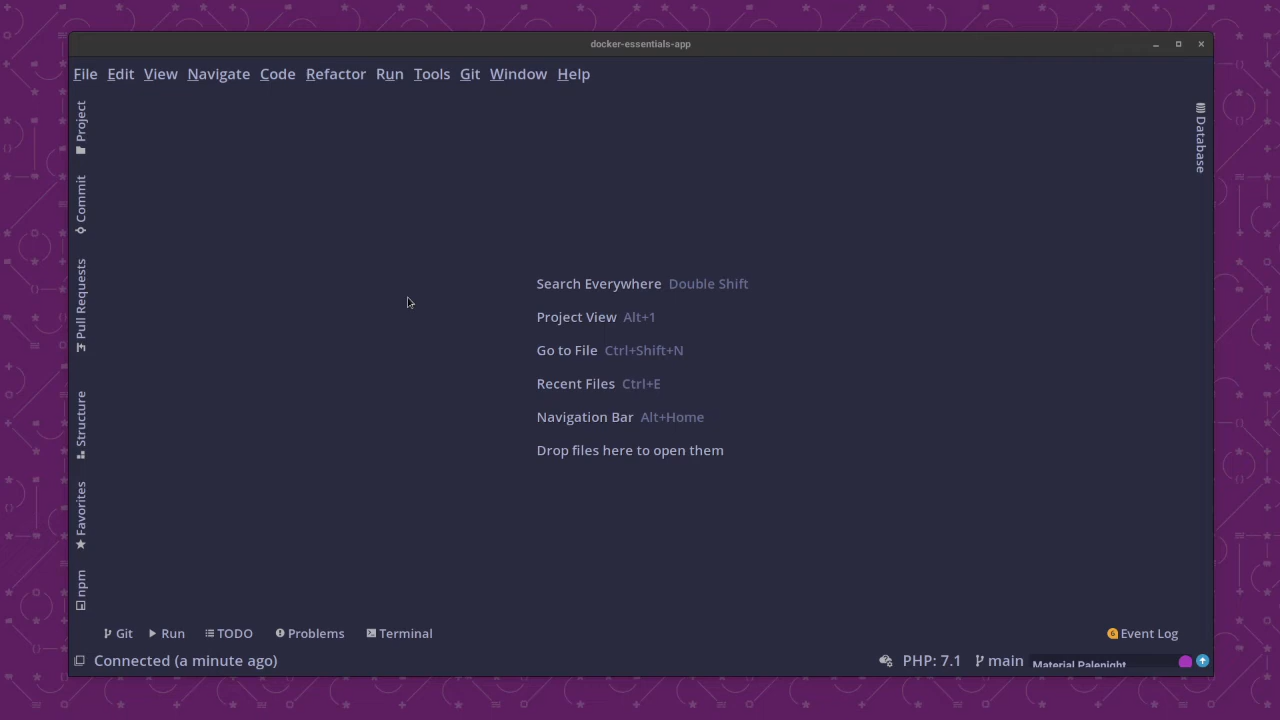 docker-essentials-app
File Edit View Navigate Code Refactor Run Tools Git Window Help
Project
Commit
Pull Requests
Structure
Favorites
npm
Database
Search Everywhere Double Shift
Project View Alt+1
Go to File Ctrl+Shift+N
Recent Files Ctrl+E
Navigation Bar Alt+Home
Drop files here to open them
Git Run TODO Problems Terminal 6 Event Log
Connected (a minute ago) PHP: 7.1 main Material Palenight